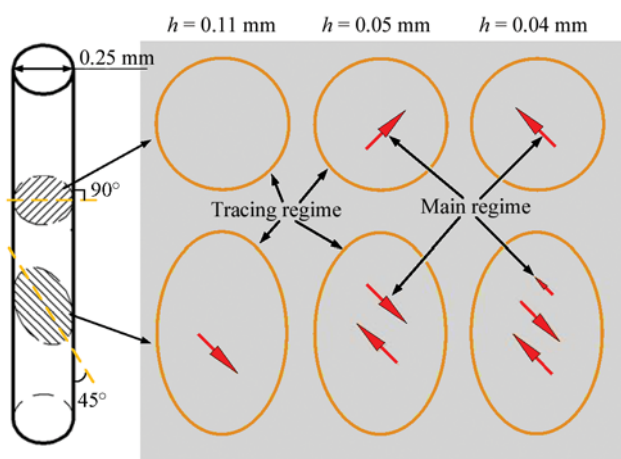 h = 0.11 mm
h = 0.05 mm
h = 0.04 mm
0.25 mm
90°
Tracing regime
Main regime
45°